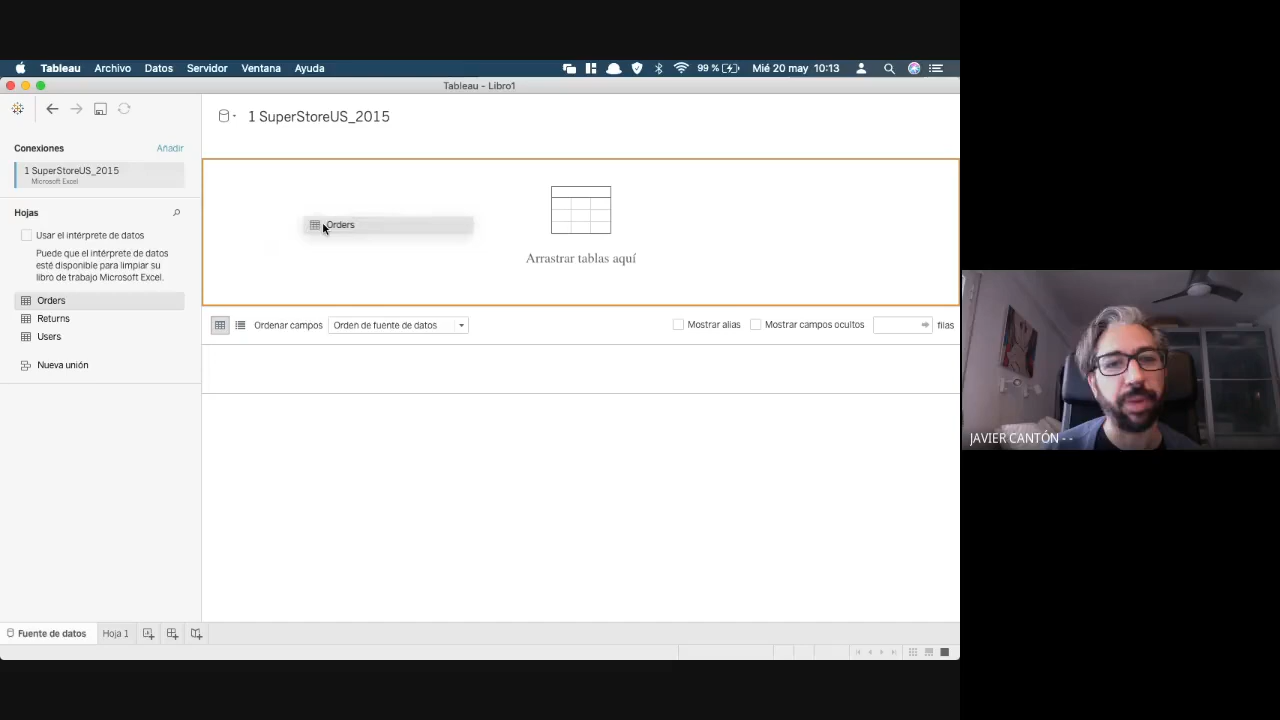 Tableau Archivo Datos Servidor Ventana Ayuda 99 % Mié 20 may 10:13
Tableau - Libro1
1 SuperStoreUS_2015
Conexiones Añadir
1 SuperStoreUS_2015
Microsoft Excel
Hojas
Usar el intérprete de datos
Puede que el intérprete de datos
esté disponible para limpiar su
libro de trabajo Microsoft Excel.
Orders
Returns
Users
Nueva unión
Orders
Arrastrar tablas aquí
Ordenar campos Orden de fuente de datos Mostrar alias Mostrar campos ocultos filas
Fuente de datos Hoja 1
JAVIER CANTÓN - -